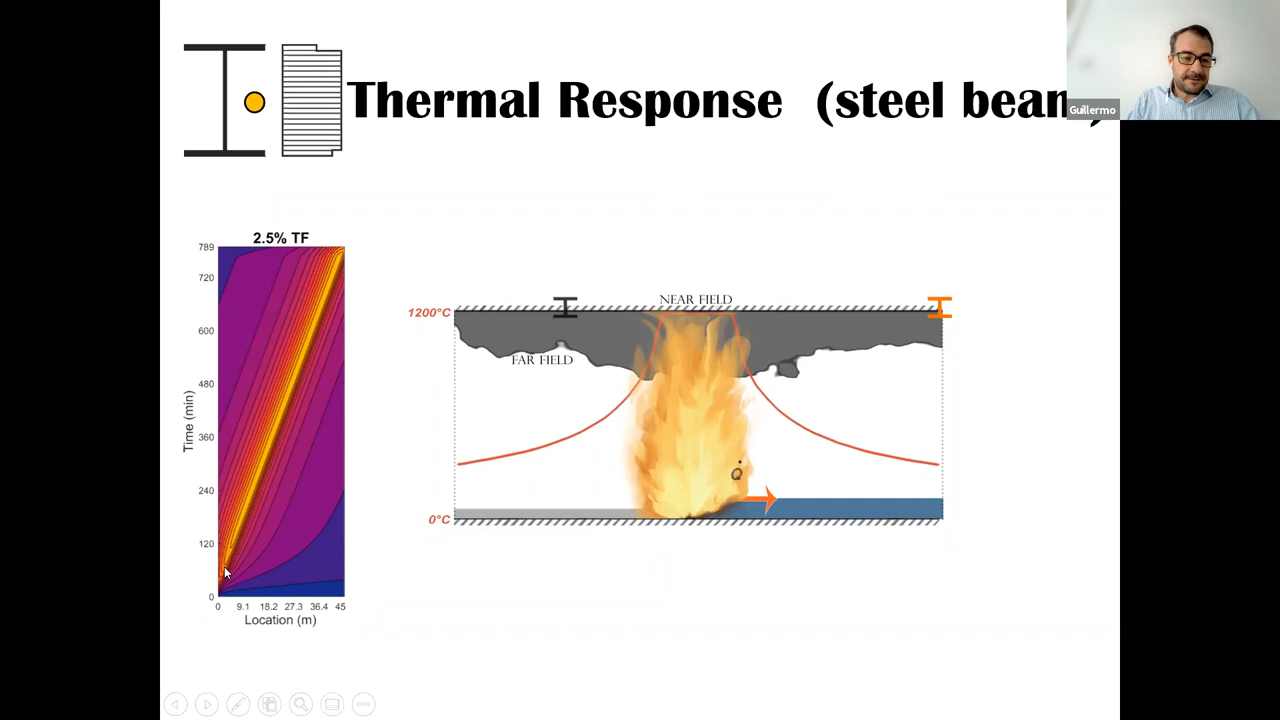 Thermal Response (steel beam)
Guillermo
2.5% TF
789
720
600
480
360
240
120
0
Time (min)
0 9.1 18.2 27.3 36.4 45
Location (m)
NEAR FIELD
1200°C
FAR FIELD
Q̇
0°C